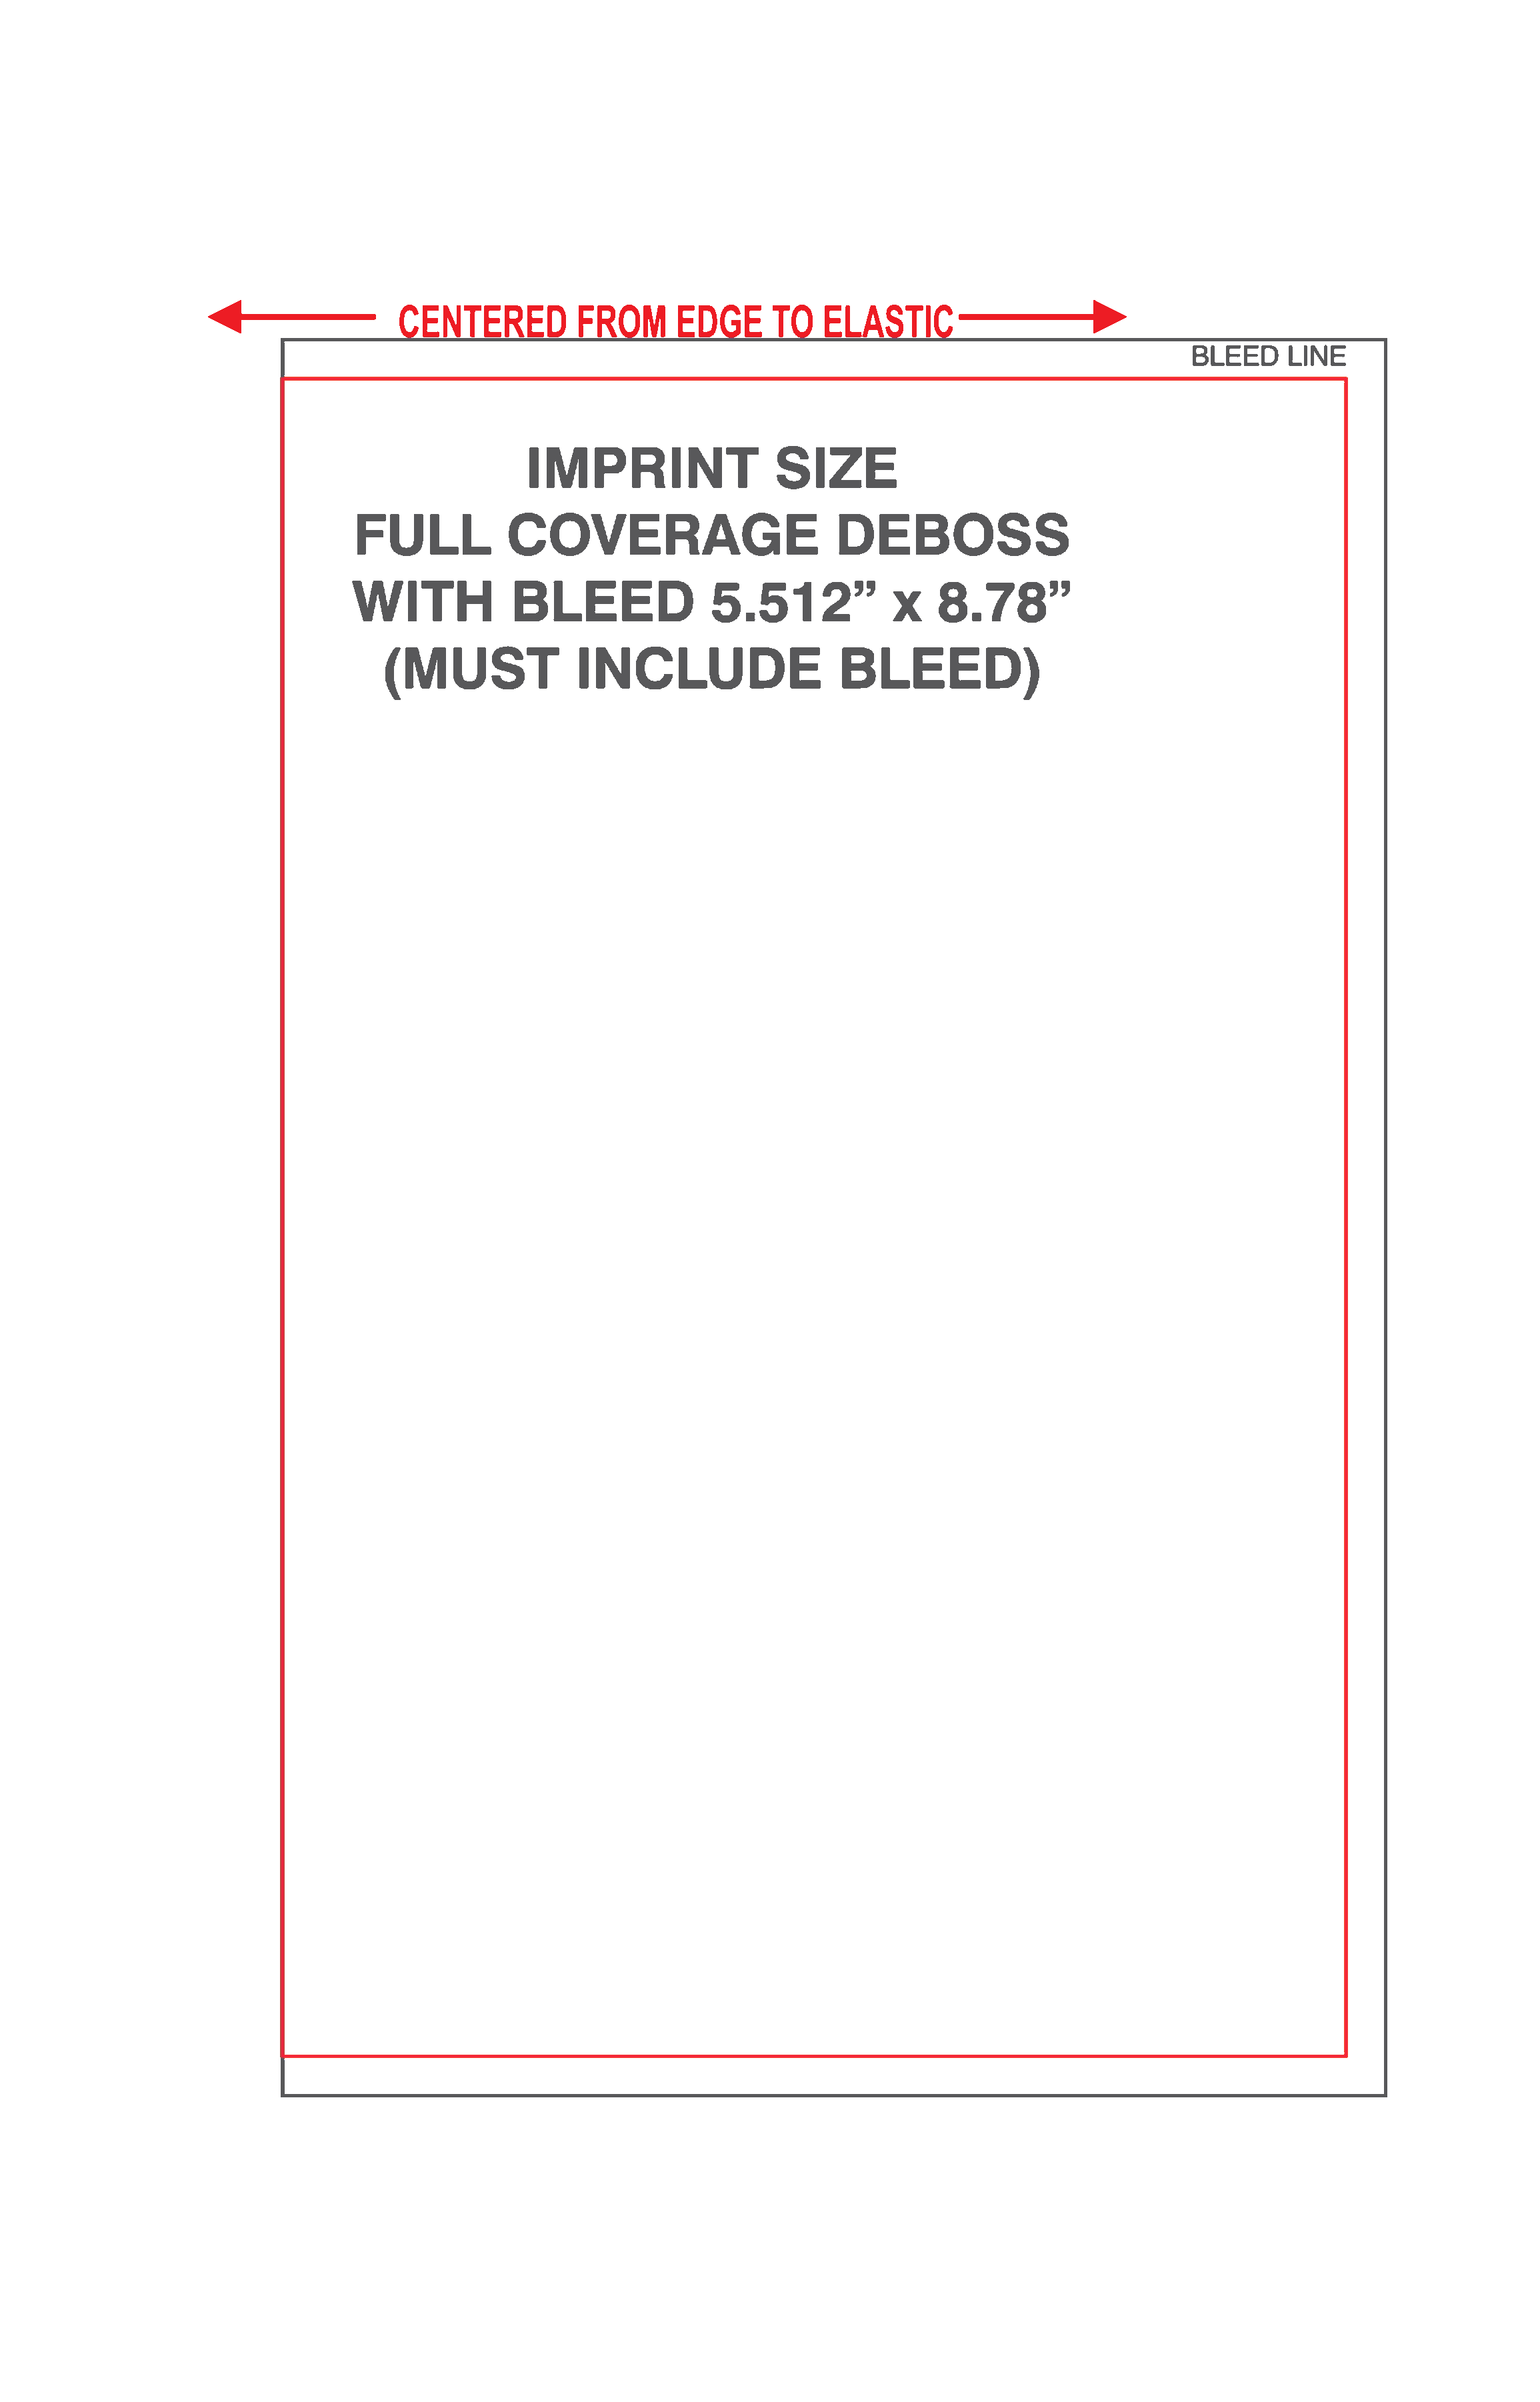 CENTERED FROM EDGE TO ELASTIC
BLEED LINE
IMPRINT SIZE
FULL COVERAGE DEBOSS
WITH BLEED 5.512” x 8.78”
(MUST INCLUDE BLEED)